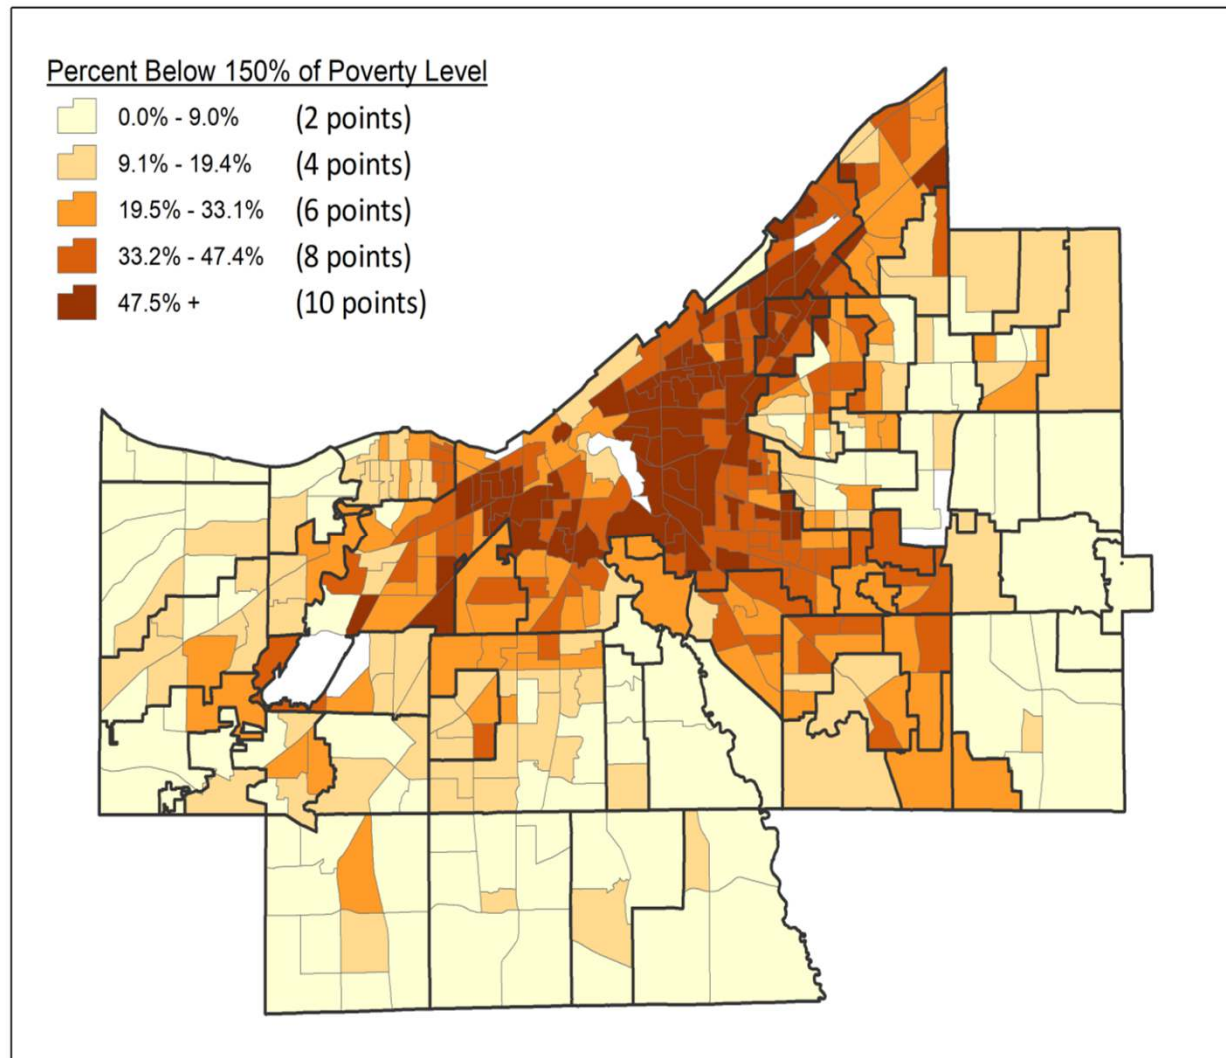 Percent Below 150% of Poverty Level
0.0% - 9.0% (2 points)
9.1% - 19.4% (4 points)
19.5% - 33.1% (6 points)
33.2% - 47.4% (8 points)
47.5% + (10 points)